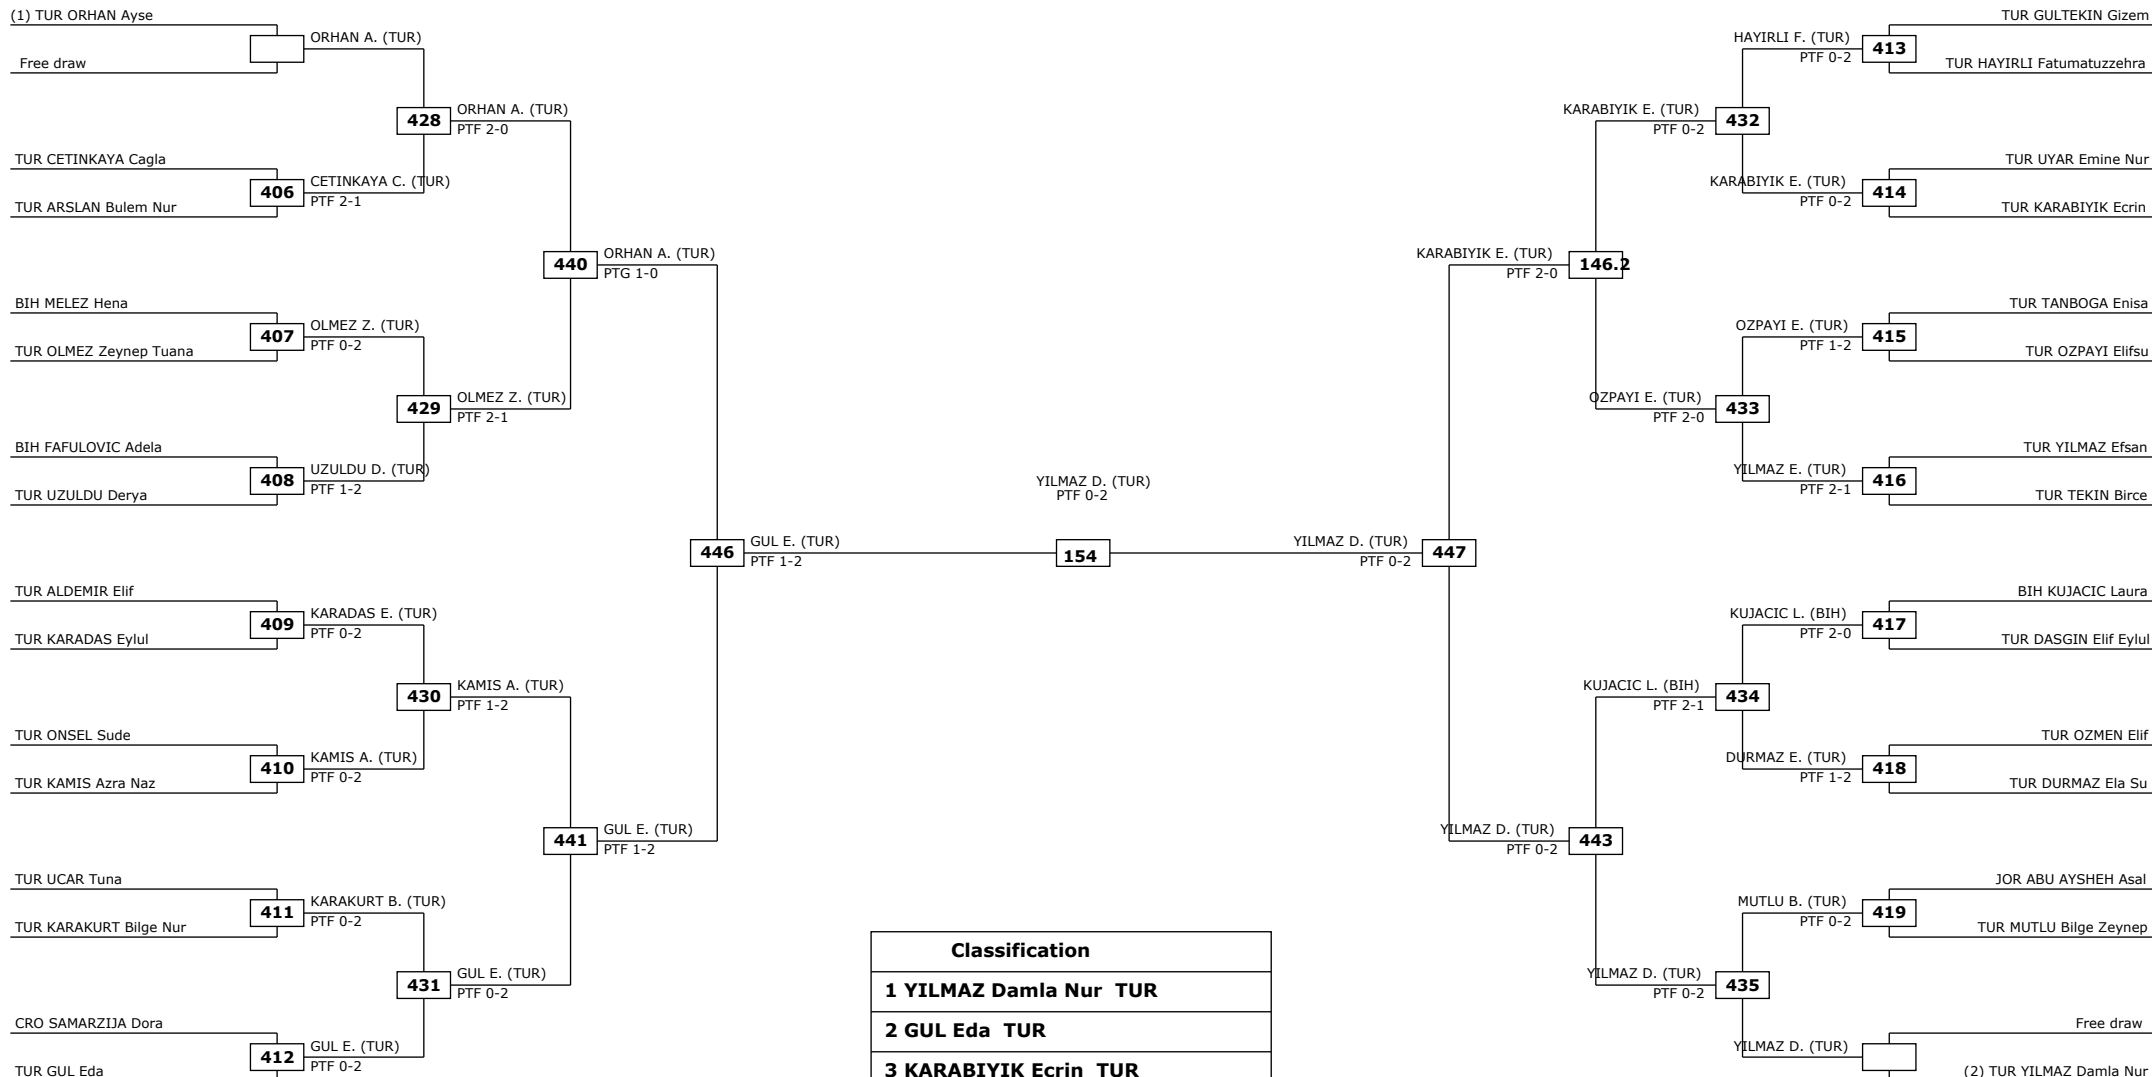 (1) TUR ORHAN Ayse
Free draw
ORHAN A. (TUR)
TUR CETINKAYA Cagla
TUR ARSLAN Bulem Nur
406
CETINKAYA C. (TUR)
PTF 2-1
428
ORHAN A. (TUR)
PTF 2-0
BIH MELEZ Hena
TUR OLMEZ Zeynep Tuana
407
OLMEZ Z. (TUR)
PTF 0-2
BIH FAFULOVIC Adela
TUR UZULDU Derya
408
UZULDU D. (TUR)
PTF 1-2
429
OLMEZ Z. (TUR)
PTF 2-1
440
ORHAN A. (TUR)
PTG 1-0
TUR ALDEMIR Elif
TUR KARADAS Eylul
409
KARADAS E. (TUR)
PTF 0-2
TUR ONSEL Sude
TUR KAMIS Azra Naz
410
KAMIS A. (TUR)
PTF 0-2
430
KAMIS A. (TUR)
PTF 1-2
TUR UCAR Tuna
TUR KARAKURT Bilge Nur
411
KARAKURT B. (TUR)
PTF 0-2
CRO SAMARZIJA Dora
TUR GUL Eda
412
GUL E. (TUR)
PTF 0-2
431
GUL E. (TUR)
PTF 0-2
441
GUL E. (TUR)
PTF 1-2
446
GUL E. (TUR)
PTF 1-2
YILMAZ D. (TUR)
PTF 0-2
154
YILMAZ D. (TUR)
PTF 0-2
447
KARABIYIK E. (TUR)
PTF 2-0
146.2
KARABIYIK E. (TUR)
PTF 0-2
432
HAYIRLI F. (TUR)
PTF 0-2
413
TUR GULTEKIN Gizem
TUR HAYIRLI Fatumatuzzehra
KARABIYIK E. (TUR)
PTF 0-2
414
TUR UYAR Emine Nur
TUR KARABIYIK Ecrin
OZPAYI E. (TUR)
PTF 2-0
433
OZPAYI E. (TUR)
PTF 1-2
415
TUR TANBOGA Enisa
TUR OZPAYI Elifsu
YILMAZ E. (TUR)
PTF 2-1
416
TUR YILMAZ Efsan
TUR TEKIN Birce
YILMAZ D. (TUR)
PTF 0-2
443
KUJACIC L. (BIH)
PTF 2-1
434
KUJACIC L. (BIH)
PTF 2-0
417
BIH KUJACIC Laura
TUR DASGIN Elif Eylul
DURMAZ E. (TUR)
PTF 1-2
418
TUR OZMEN Elif
TUR DURMAZ Ela Su
YILMAZ D. (TUR)
PTF 0-2
435
MUTLU B. (TUR)
PTF 0-2
419
JOR ABU AYSHEH Asal
TUR MUTLU Bilge Zeynep
YILMAZ D. (TUR)
Free draw
(2) TUR YILMAZ Damla Nur
Classification
1 YILMAZ Damla Nur TUR
2 GUL Eda TUR
3 KARABIYIK Ecrin TUR